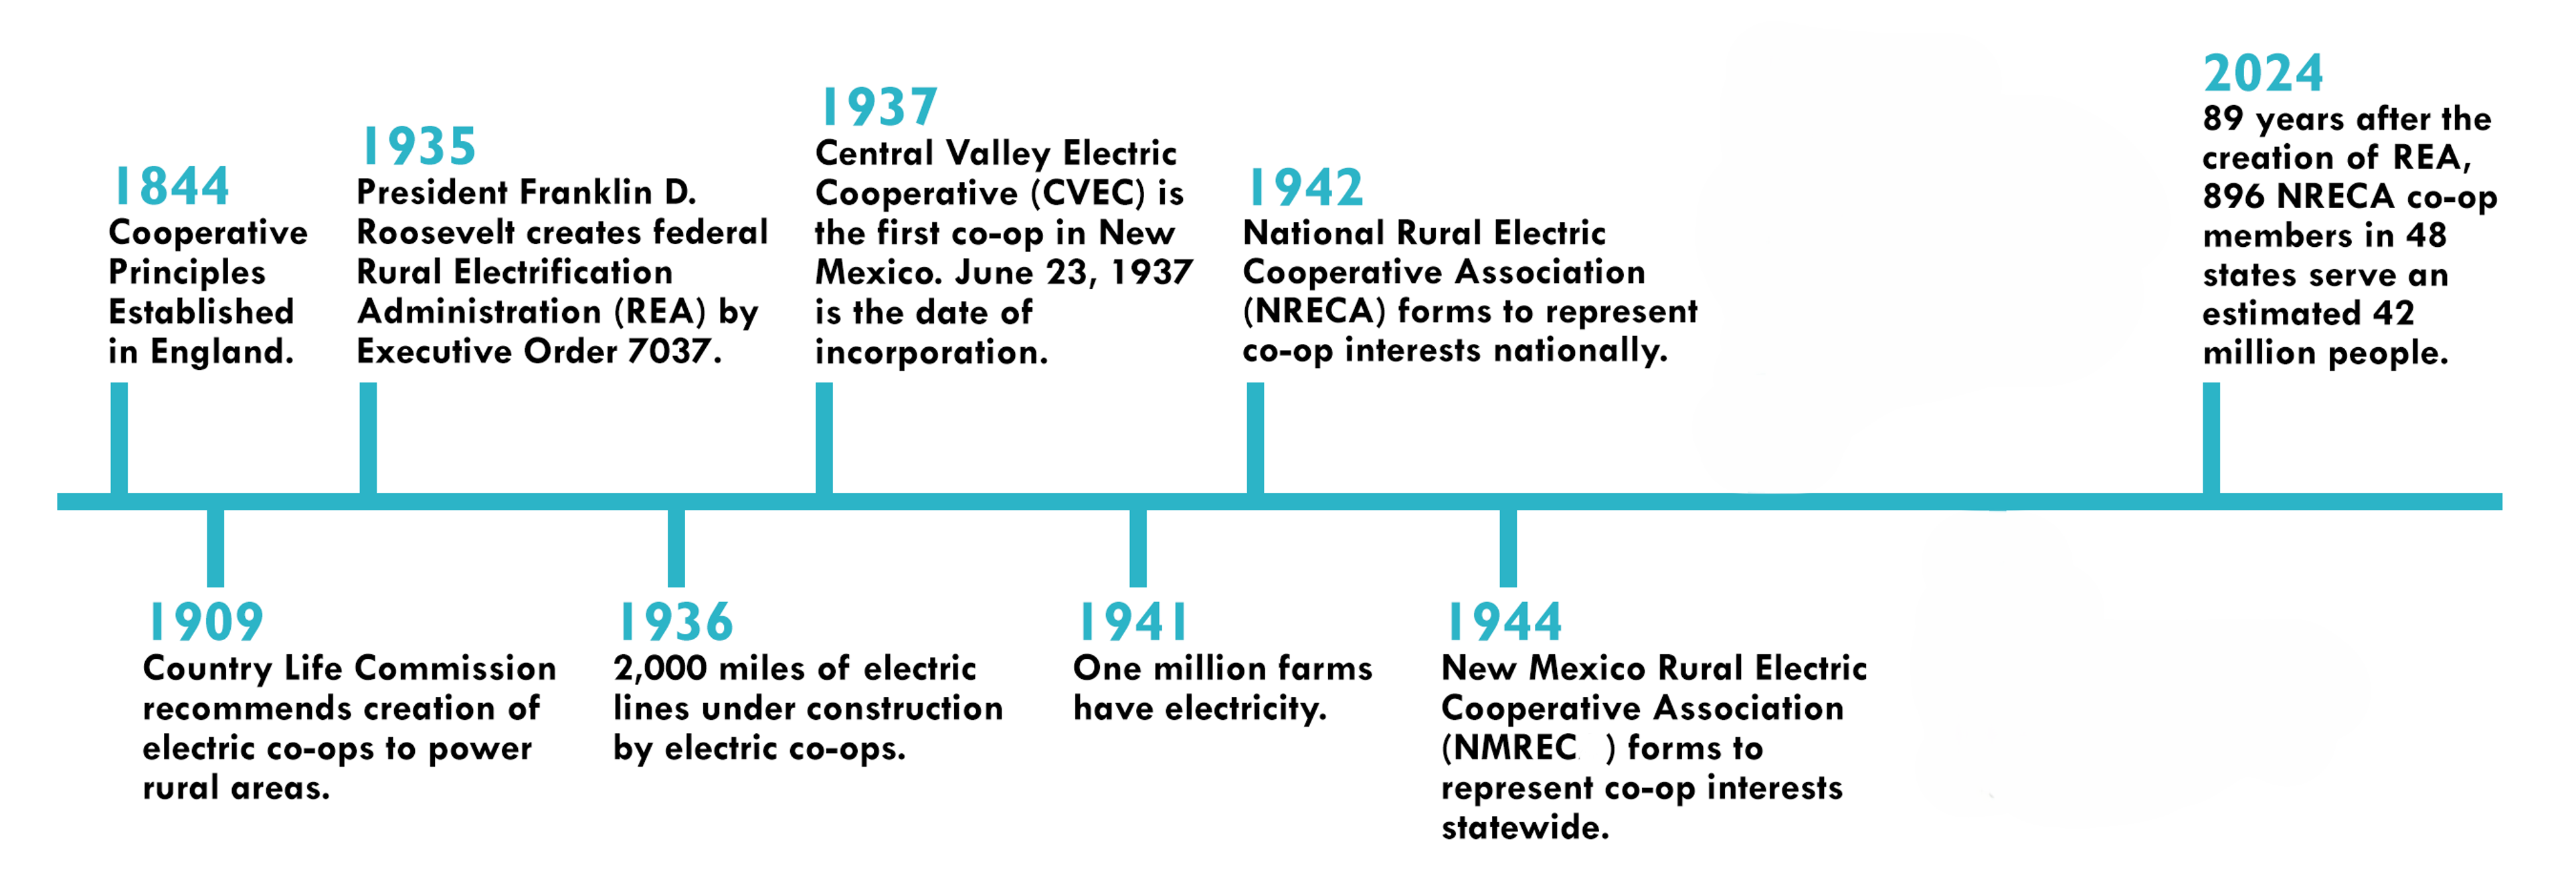 1844
Cooperative
Principles
Established
in England.
1909
Country Life Commission
recommends creation of
electric co-ops to power
rural areas.
1935
President Franklin D.
Roosevelt creates federal
Rural Electrification
Administration (REA) by
Executive Order 7037.
1936
2,000 miles of electric
lines under construction
by electric co-ops.
1937
Central Valley Electric
Cooperative (CVEC) is
the first co-op in New
Mexico. June 23, 1937
is the date of
incorporation.
1941
One million farms
have electricity.
1942
National Rural Electric
Cooperative Association
(NRECA) forms to represent
co-op interests nationally.
1944
New Mexico Rural Electric
Cooperative Association
(NMREC ) forms to
represent co-op interests
statewide.
2024
89 years after the
creation of REA,
896 NRECA co-op
members in 48
states serve an
estimated 42
million people.